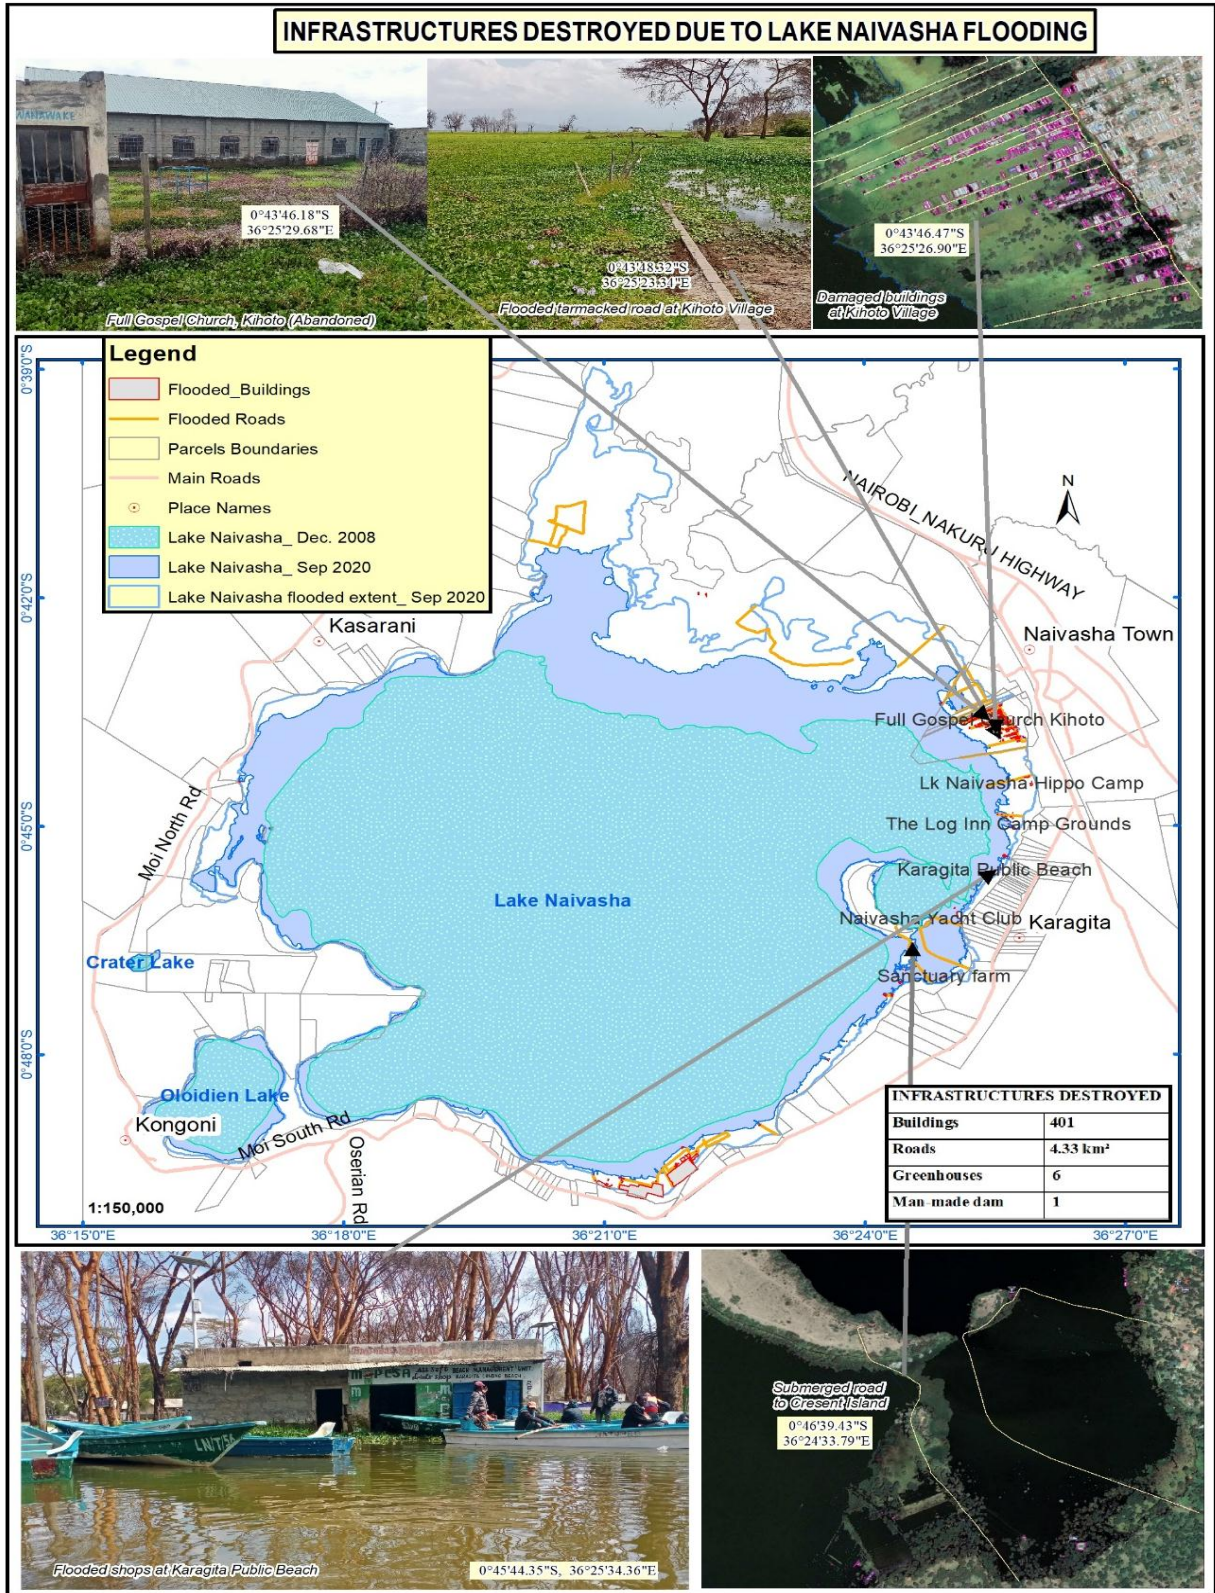 INFRASTRUCTURES DESTROYED DUE TO LAKE NAIVASHA FLOODING
WANAWAKE
0°43'46.18"S
36°25'29.68"E
Full Gospel Church, Kihoto (Abandoned)
0°43'48.52"S
36°25'23.31"E
Flooded tarmacked road at Kihoto Village
0°43'46.47"S
36°25'26.90"E
Damaged buildings
at Kihoto Village
Legend
Flooded_Buildings
Flooded Roads
Parcels Boundaries
Main Roads
Place Names
Lake Naivasha_ Dec. 2008
Lake Naivasha_ Sep 2020
Lake Naivasha flooded extent_ Sep 2020
0°39'0"S
0°42'0"S
0°45'0"S
0°48'0"S
N
NAIROBI_NAKURU HIGHWAY
Kasarani
Naivasha Town
Full Gospel Church Kihoto
Lk Naivasha Hippo Camp
The Log Inn Camp Grounds
Karagita Public Beach
Naivasha Yacht Club
Karagita
Sanctuary farm
Moi North Rd
Lake Naivasha
Crater Lake
Oloidien Lake
Kongoni
Moi South Rd
Oserian Rd
1:150,000
INFRASTRUCTURES DESTROYED
Buildings 401
Roads 4.33 km²
Greenhouses 6
Man-made dam 1
36°15'0"E 36°18'0"E 36°21'0"E 36°24'0"E 36°27'0"E
M-PESA
BEACH MANAGEMENT UNIT
LN/T/56
Flooded shops at Karagita Public Beach
0°45'44.35"S, 36°25'34.36"E
Submerged road
to Cresent Island
0°46'39.43"S
36°24'33.79"E